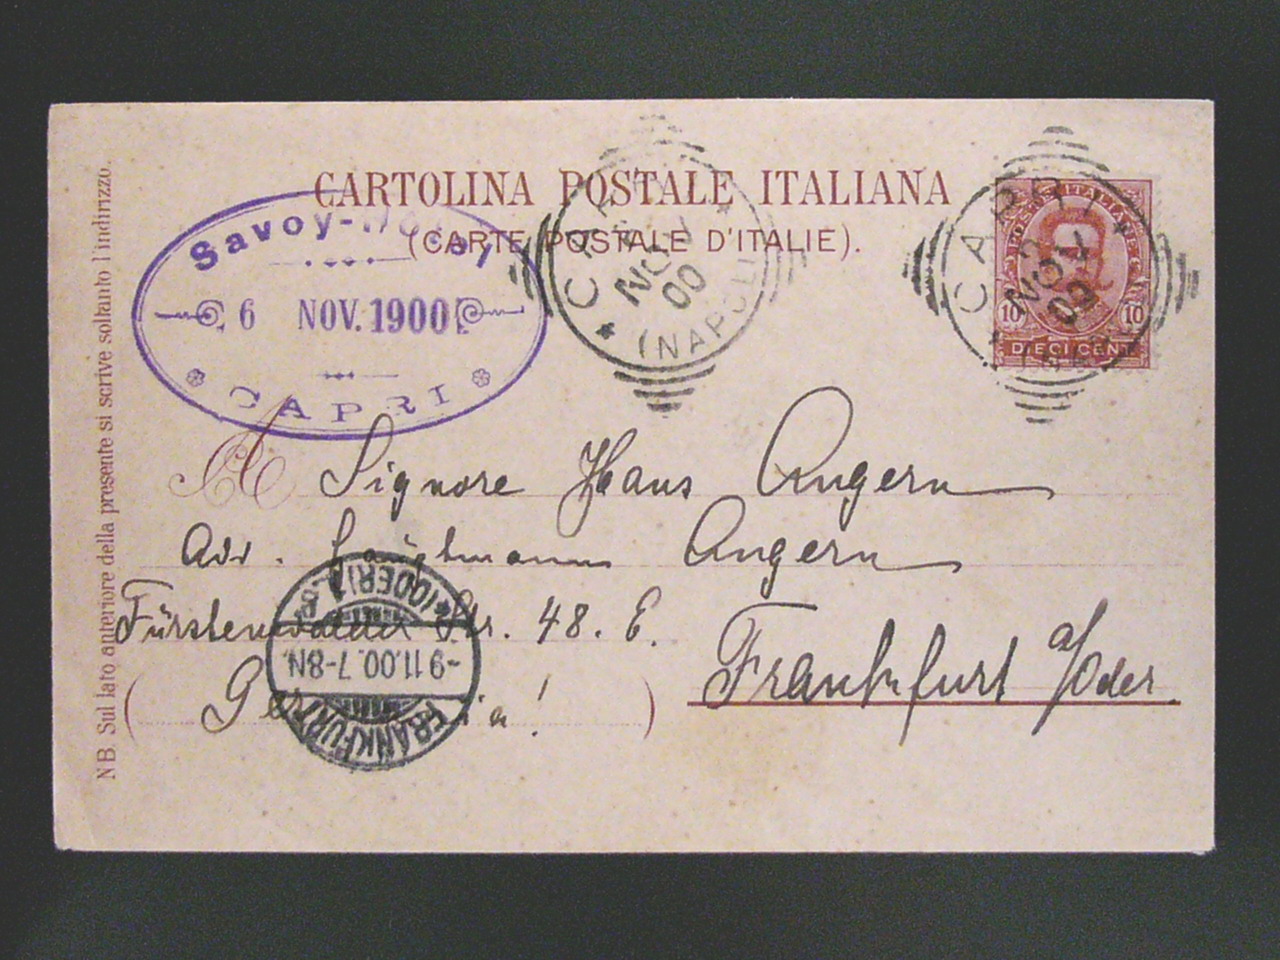 CARTOLINA POSTALE ITALIANA
(CARTE POSTALE D'ITALIE).
NB. Sul lato anteriore della presente si scrive soltanto l'indirizzo.
Savoy-Hotel
6 NOV. 1900
CAPRI
CAPRI
NOV
00
(NAPOLI)
CAPRI
NOV
00
POSTE ITALIANE
10 10
DIECI CENT
A Signore Hans Angern
Adr. Angern
Fürstenwalder Str. 48. E.
Frankfurt a/Oder.
FRANKFURT
-9.11.00.7-8N.
(ODER)